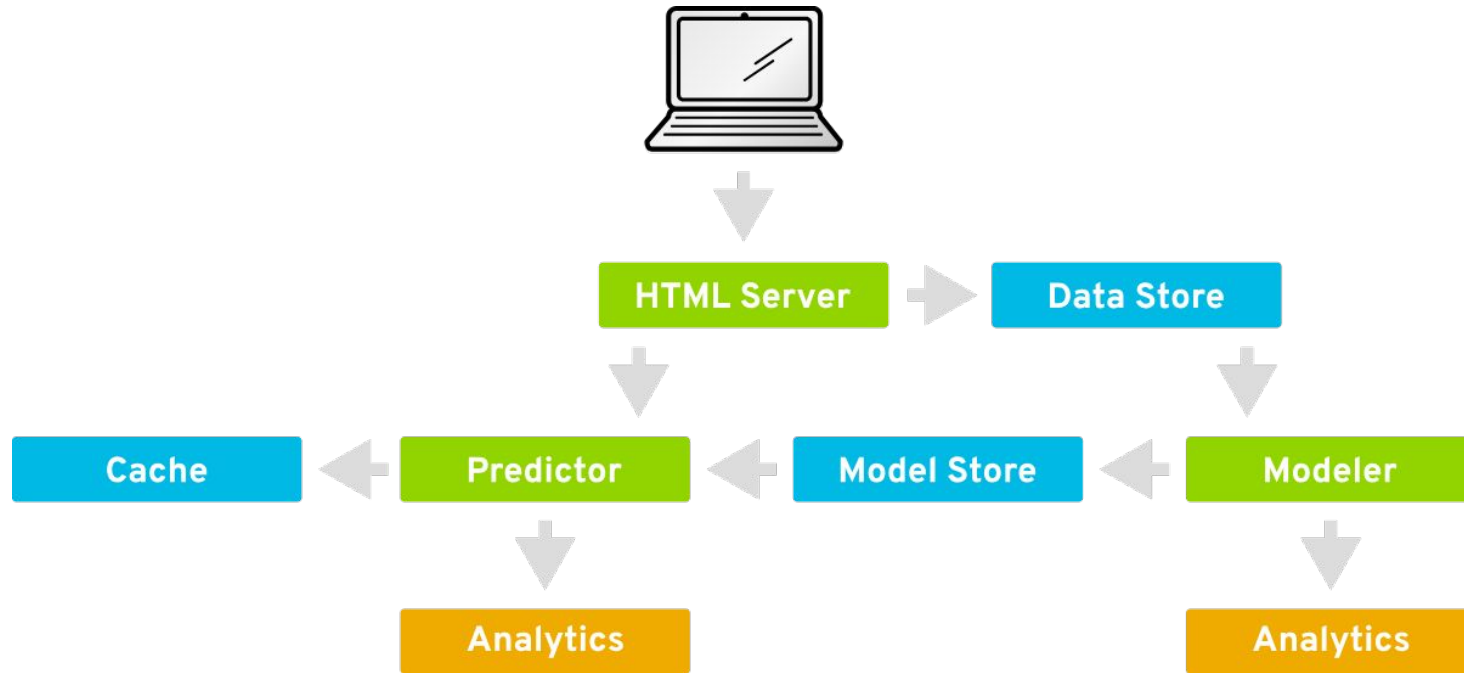 HTML Server
Data Store
Cache
Predictor
Model Store
Modeler
Analytics
Analytics